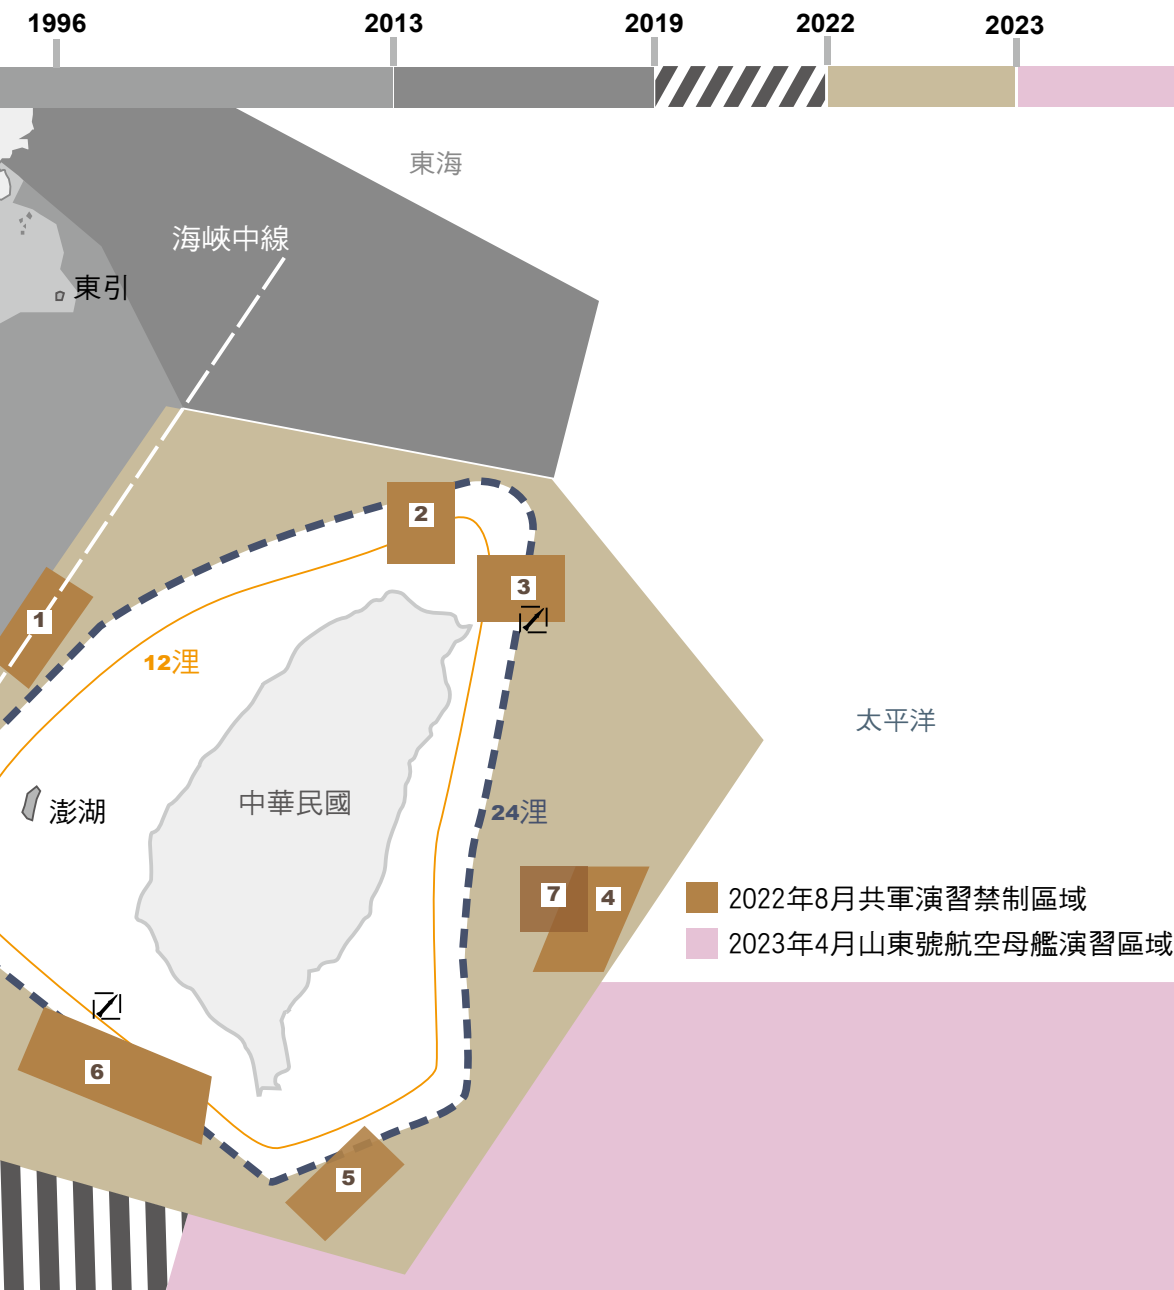 1996
2013
2019
2022
2023
東海
海峽中線
東引
2
3
1
12浬
太平洋
中華民國
澎湖
24浬
7
4
2022年8月共軍演習禁制區域
2023年4月山東號航空母艦演習區域
6
5